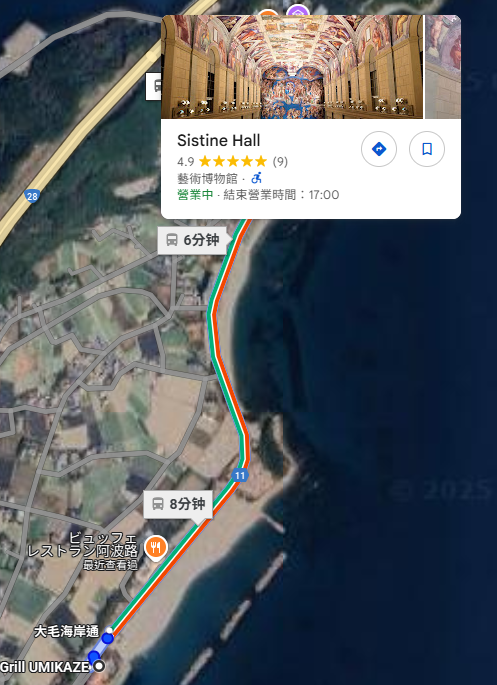 Sistine Hall
4.9 ★★★★★ (9)
藝術博物館 ·
營業中 · 結束營業時間：17:00
28
6分钟
11
8分钟
ビュッフェ
レストラン阿波路
最近查看過
大毛海岸通
Grill UMIKAZE
© 2025